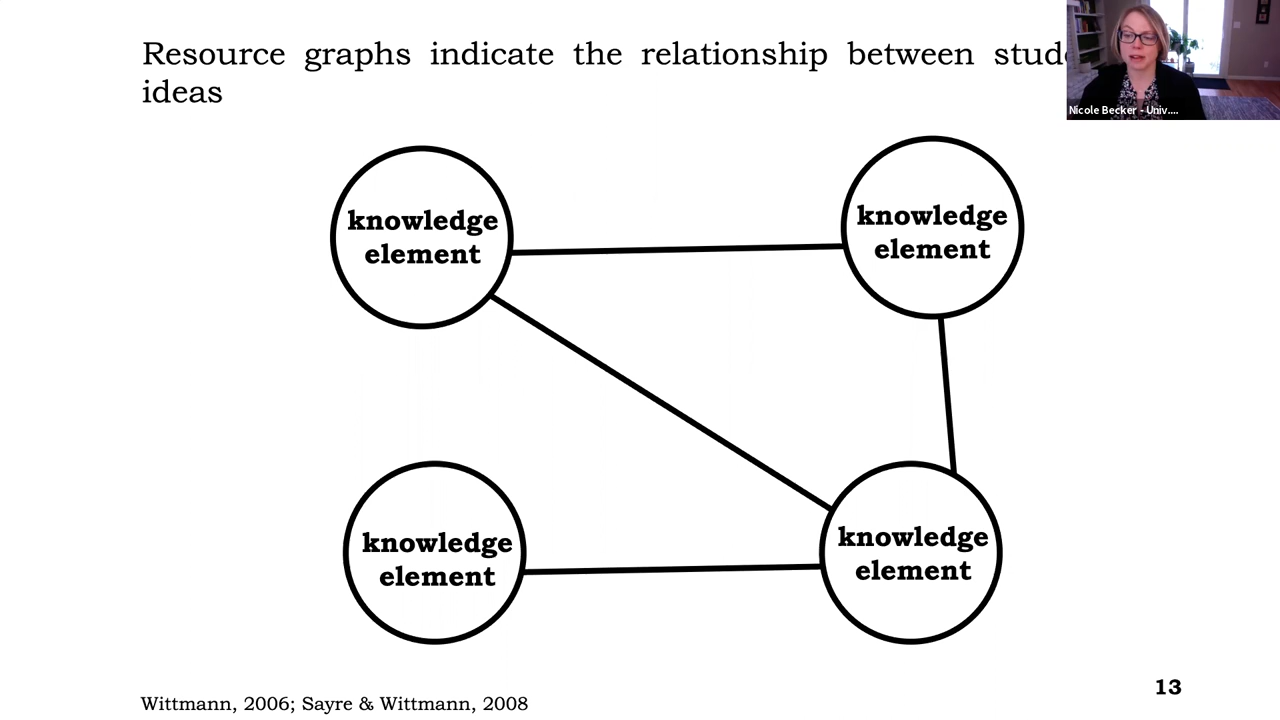 Resource graphs indicate the relationship between
ideas
Nicole Becker - Univ....
knowledge
element
knowledge
element
knowledge
element
knowledge
element
13
Wittmann, 2006; Sayre & Wittmann, 2008